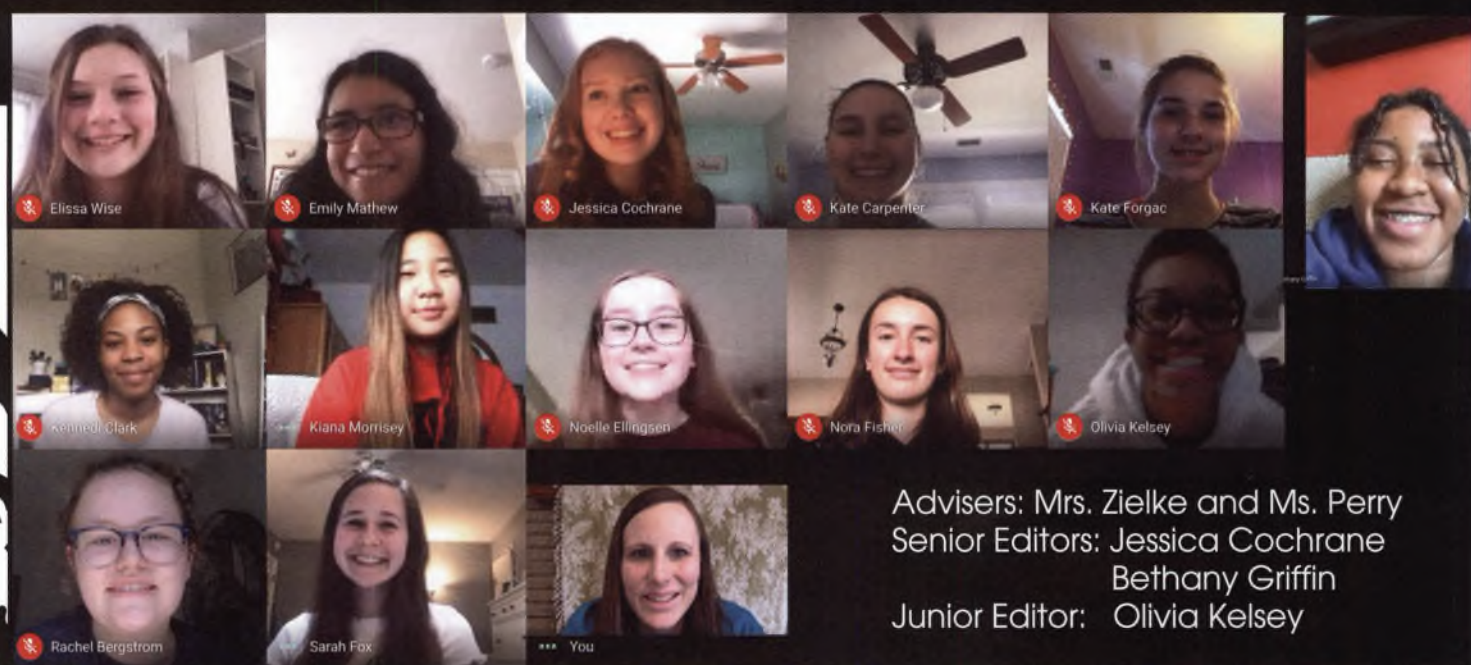 Elissa Wise
Emily Mathew
Jessica Cochrane
Kate Carpenter
Kate Forgac
Kennedi Clark
Kiana Morrisey
Noelle Ellingsen
Nora Fisher
Olivia Kelsey
Rachel Bergstrom
Sarah Fox
You
Advisers: Mrs. Zielke and Ms. Perry
Senior Editors: Jessica Cochrane
Bethany Griffin
Junior Editor: Olivia Kelsey